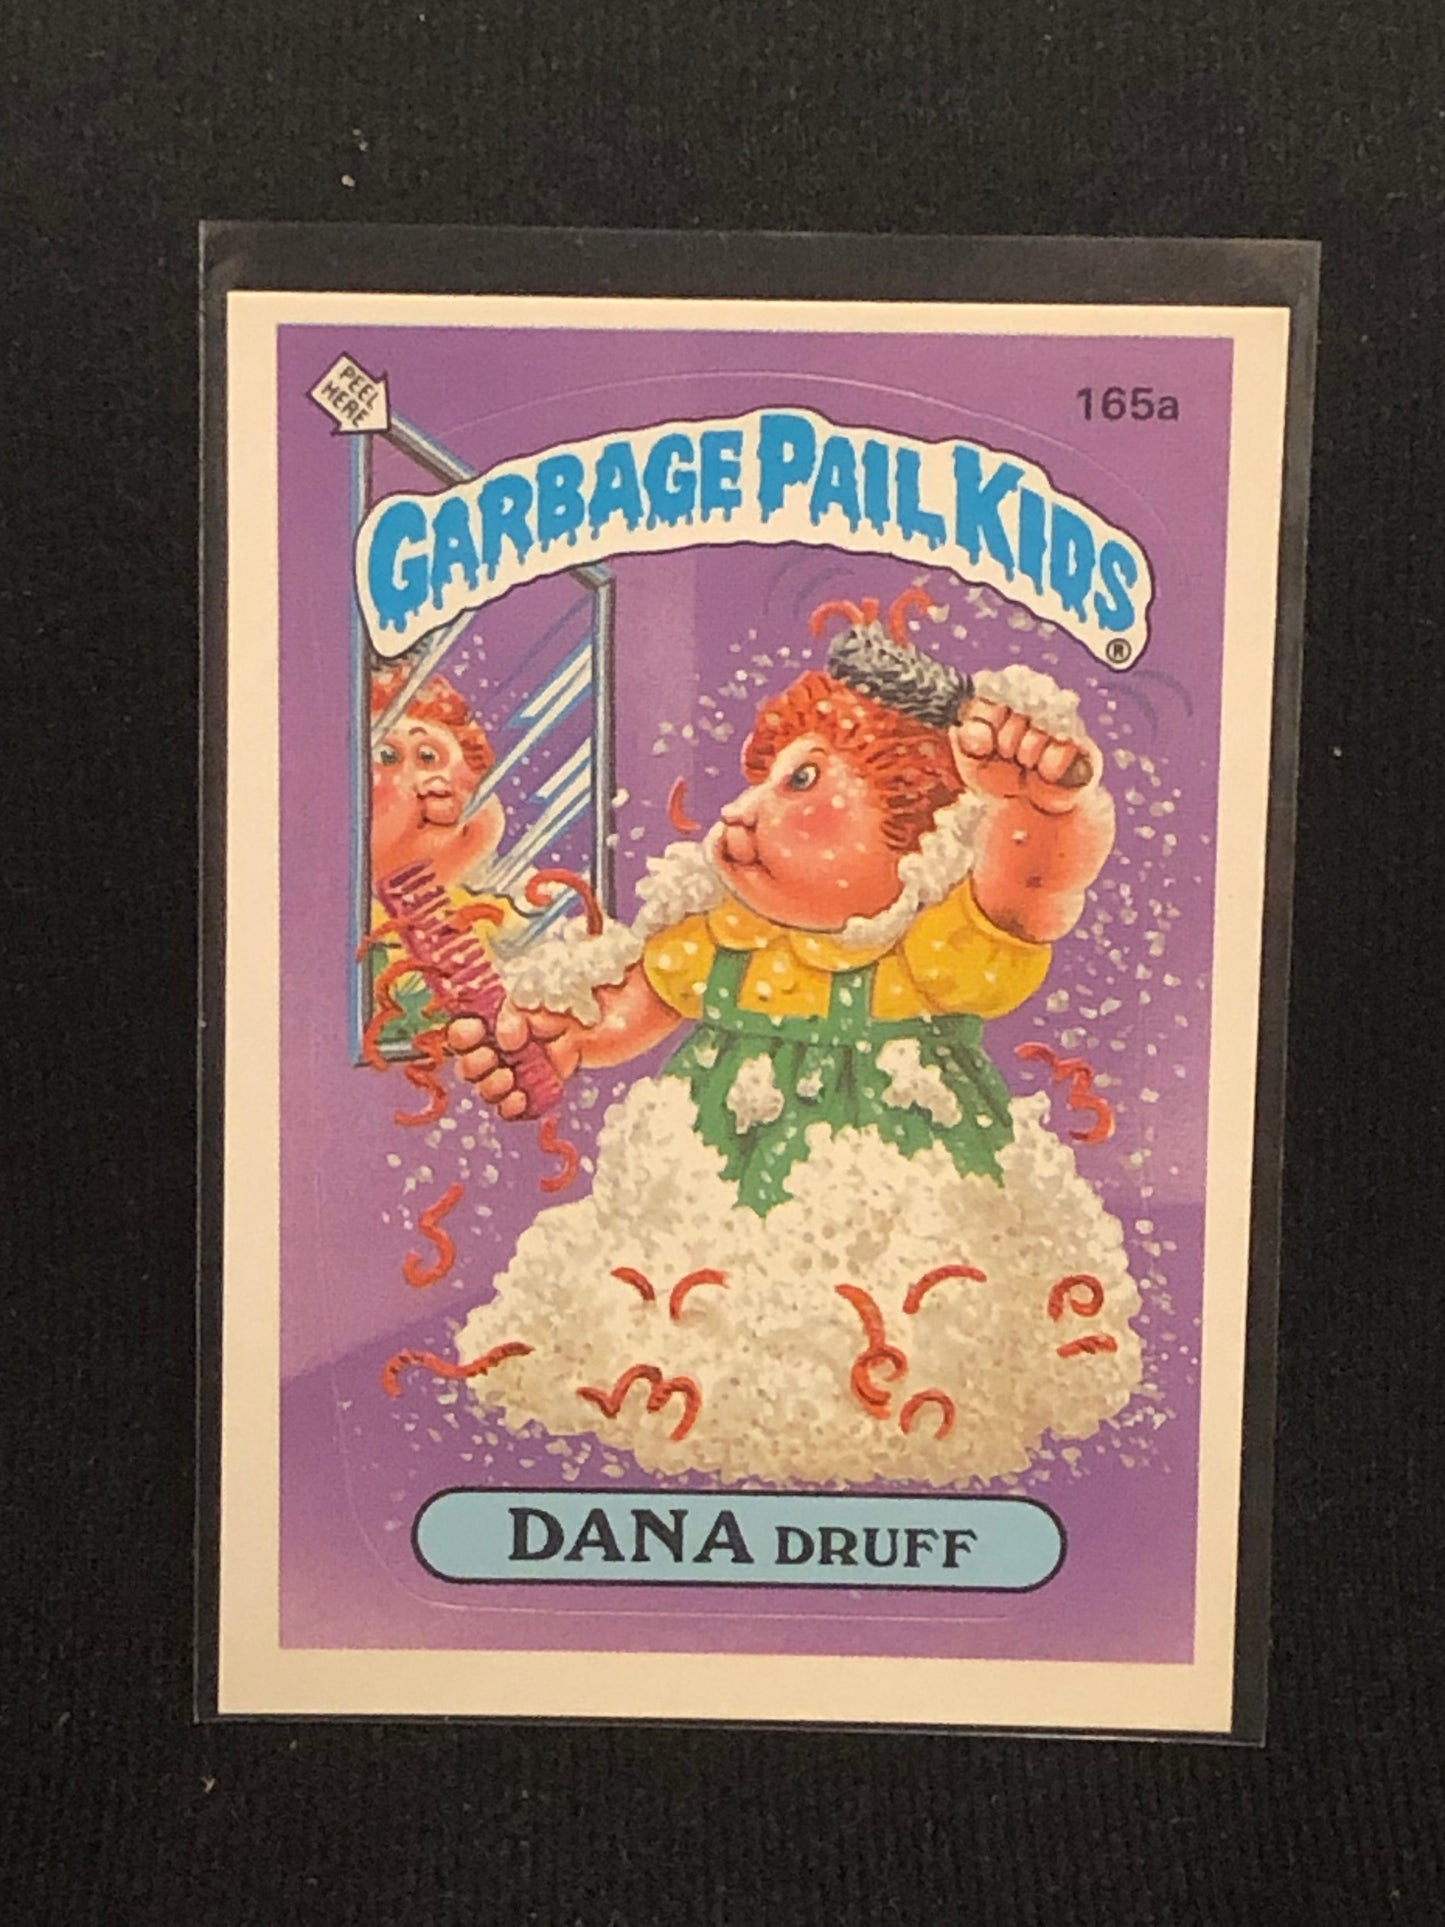 PEEL
HERE
165a
GARBAGE PAIL KIDS
®
DANA DRUFF